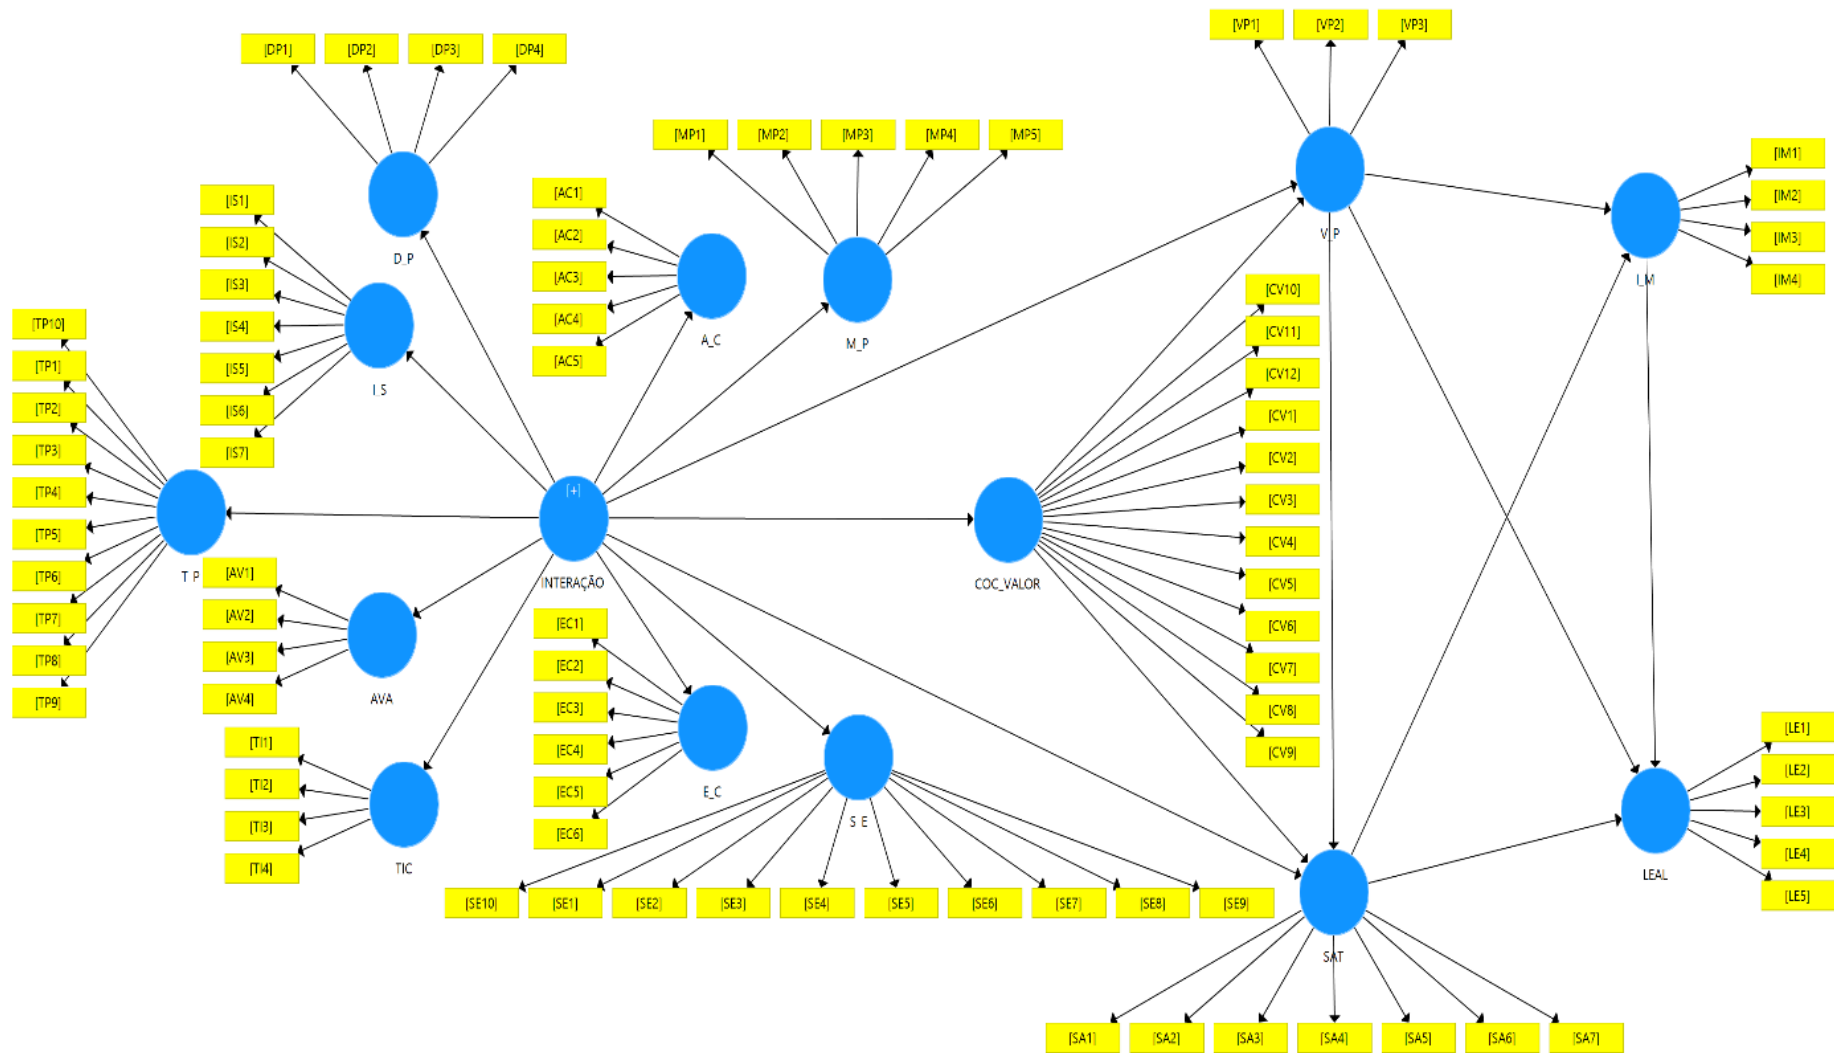 [VP1] [VP2] [VP3]
[DP1] [DP2] [DP3] [DP4]
[MP1] [MP2] [MP3] [MP4] [MP5]
[IM1]
[IM2]
[IM3]
[IM4]
[AC1]
[AC2]
[AC3]
[AC4]
[AC5]
[IS1]
[IS2]
[IS3]
[IS4]
[IS5]
[IS6]
[IS7]
D_P
V_P
I_M
A_C
M_P
I_S
[CV10]
[CV11]
[CV12]
[CV1]
[CV2]
[CV3]
[CV4]
[CV5]
[CV6]
[CV7]
[CV8]
[CV9]
[TP10]
[TP1]
[TP2]
[TP3]
[TP4]
[TP5]
[TP6]
[TP7]
[TP8]
[TP9]
T_P
[+]
INTERAÇÃO
COC_VALOR
[AV1]
[AV2]
[AV3]
[AV4]
AVA
[EC1]
[EC2]
[EC3]
[EC4]
[EC5]
[EC6]
E_C
[TI1]
[TI2]
[TI3]
[TI4]
TIC
S_E
[LE1]
[LE2]
[LE3]
[LE4]
[LE5]
LEAL
[SE10] [SE1] [SE2] [SE3] [SE4] [SE5] [SE6] [SE7] [SE8] [SE9]
SAT
[SA1] [SA2] [SA3] [SA4] [SA5] [SA6] [SA7]